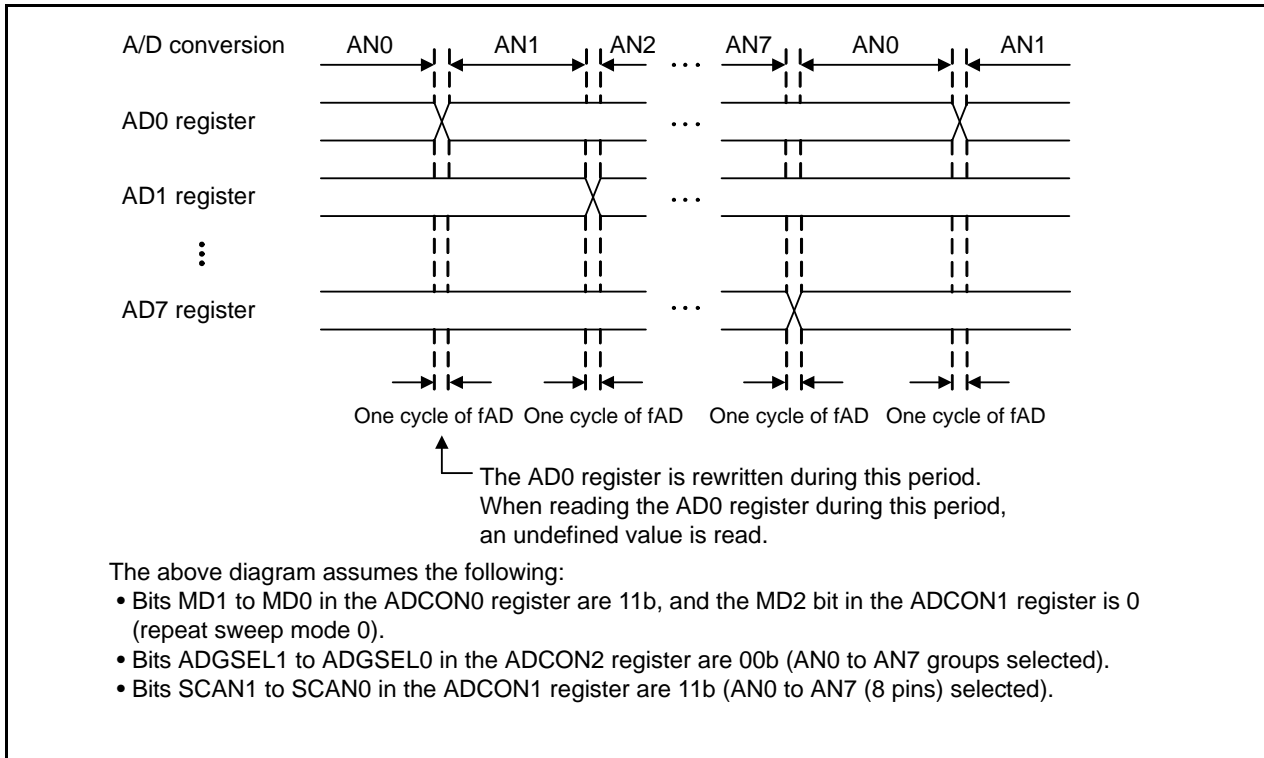 A/D conversion AN0 AN1 AN2 ... AN7 AN0 AN1
AD0 register ...
AD1 register ...
⋮
AD7 register ...
One cycle of fAD One cycle of fAD One cycle of fAD One cycle of fAD
The AD0 register is rewritten during this period.
When reading the AD0 register during this period,
an undefined value is read.
The above diagram assumes the following:
• Bits MD1 to MD0 in the ADCON0 register are 11b, and the MD2 bit in the ADCON1 register is 0
(repeat sweep mode 0).
• Bits ADGSEL1 to ADGSEL0 in the ADCON2 register are 00b (AN0 to AN7 groups selected).
• Bits SCAN1 to SCAN0 in the ADCON1 register are 11b (AN0 to AN7 (8 pins) selected).